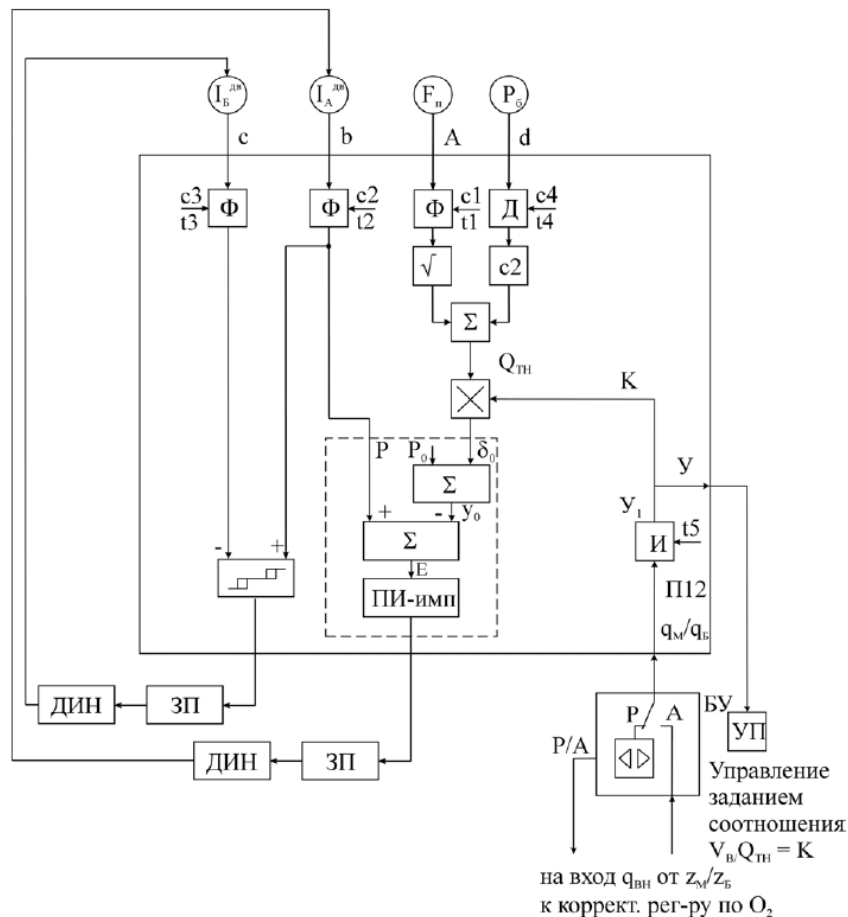 I_Б^дв I_А^дв F_п P_б
c b A d
c3
t3
Ф
Ф
c2
t2
Ф
c1
t1
Д
c4
t4
√ c2
Σ
Q_ТН
K
P P_0 δ_0
Σ
У
+ - y_0
У_1
t5
Σ
И
- +
E
П12
ПИ-имп
q_м/q_Б
ДИН ЗП
P A
БУ
УП
ДИН ЗП
P/A
Управление
заданием
соотношения
V_в/Q_ТН = K
на вход q_вн от z_м/z_Б
к коррект. рег-ру по O_2